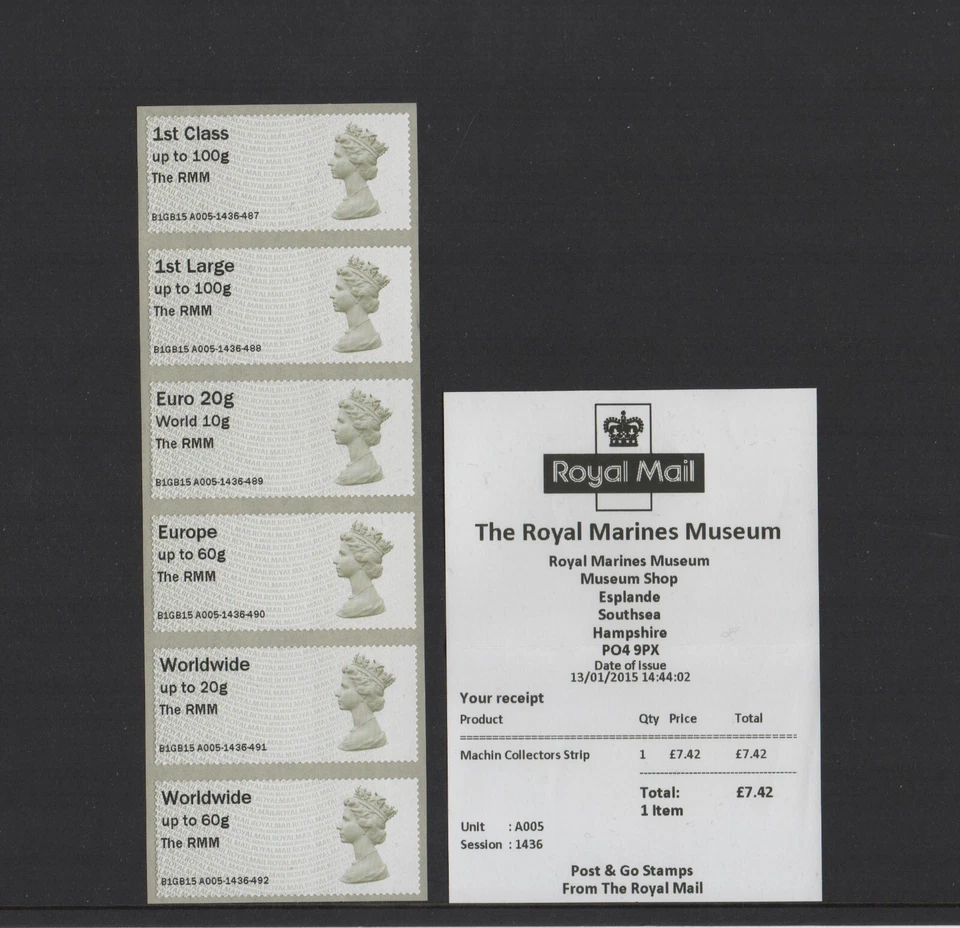 1st Class
up to 100g
The RMM
B1GB15 A005-1436-487
1st Large
up to 100g
The RMM
B1GB15 A005-1436-488
Euro 20g
World 10g
The RMM
B1GB15 A005-1436-489
Europe
up to 60g
The RMM
B1GB15 A005-1436-490
Worldwide
up to 20g
The RMM
B1GB15 A005-1436-491
Worldwide
up to 60g
The RMM
B1GB15 A005-1436-492
Royal Mail
The Royal Marines Museum
Royal Marines Museum
Museum Shop
Esplande
Southsea
Hampshire
PO4 9PX
Date of Issue
13/01/2015 14:44:02
Your receipt
Product Qty Price Total
Machin Collectors Strip 1 £7.42 £7.42
Total: £7.42
1 Item
Unit : A005
Session : 1436
Post & Go Stamps
From The Royal Mail